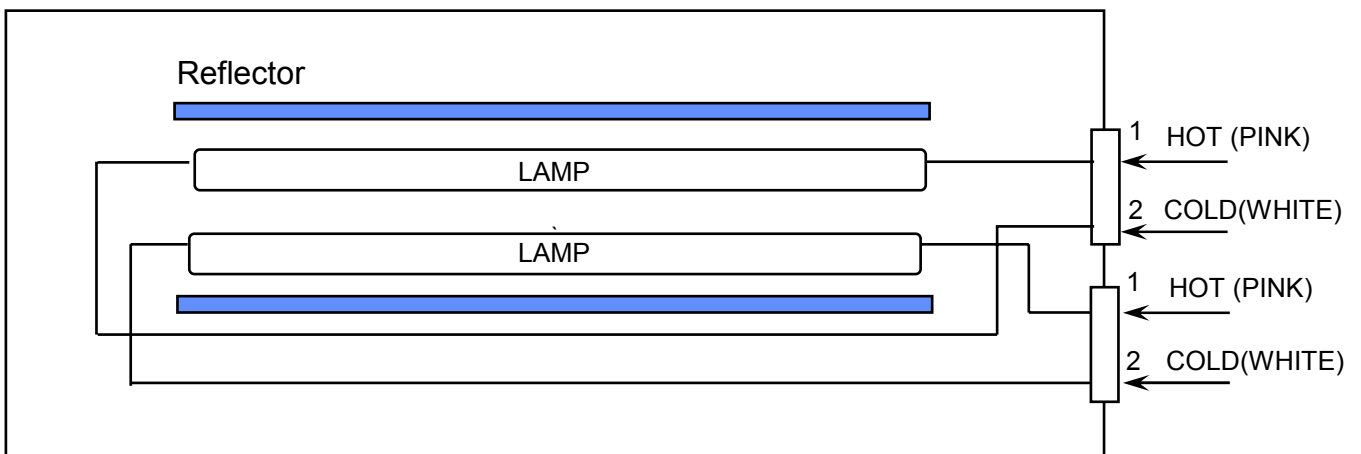 Reflector
1 HOT (PINK)
LAMP
2 COLD(WHITE)
LAMP
1 HOT (PINK)
2 COLD(WHITE)